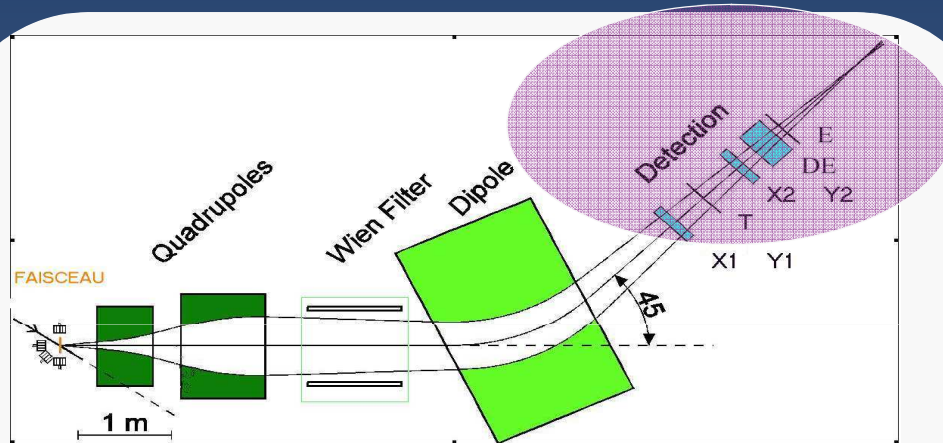 Quadrupoles
Wien Filter
Dipole
Detection
E
DE
X2 Y2
T
X1 Y1
FAISCEAU
45
1 m